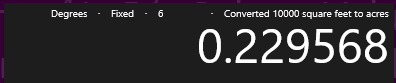 Degrees · Fixed · 6 · Converted 10000 square feet to acres
0.229568